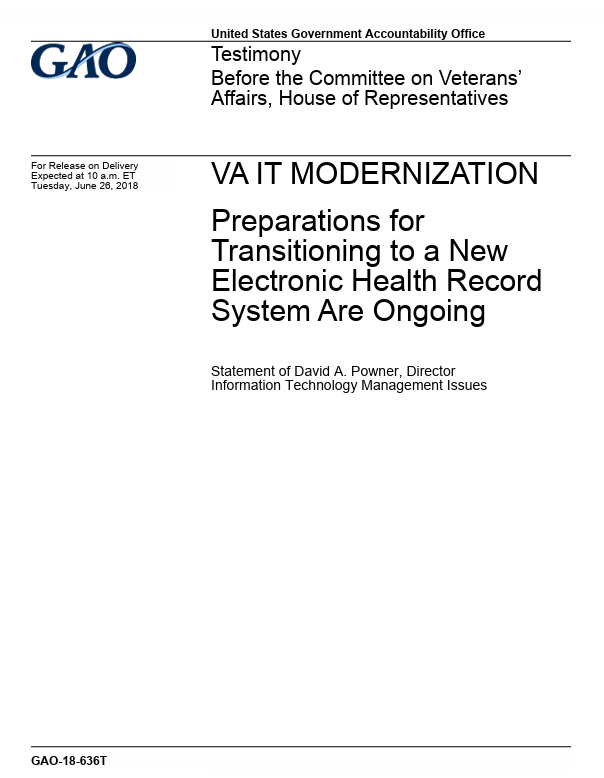 United States Government Accountability Office
GAO
Testimony
Before the Committee on Veterans'
Affairs, House of Representatives
For Release on Delivery
Expected at 10 a.m. ET
Tuesday, June 26, 2018
VA IT MODERNIZATION
Preparations for
Transitioning to a New
Electronic Health Record
System Are Ongoing
Statement of David A. Powner, Director
Information Technology Management Issues
GAO-18-636T